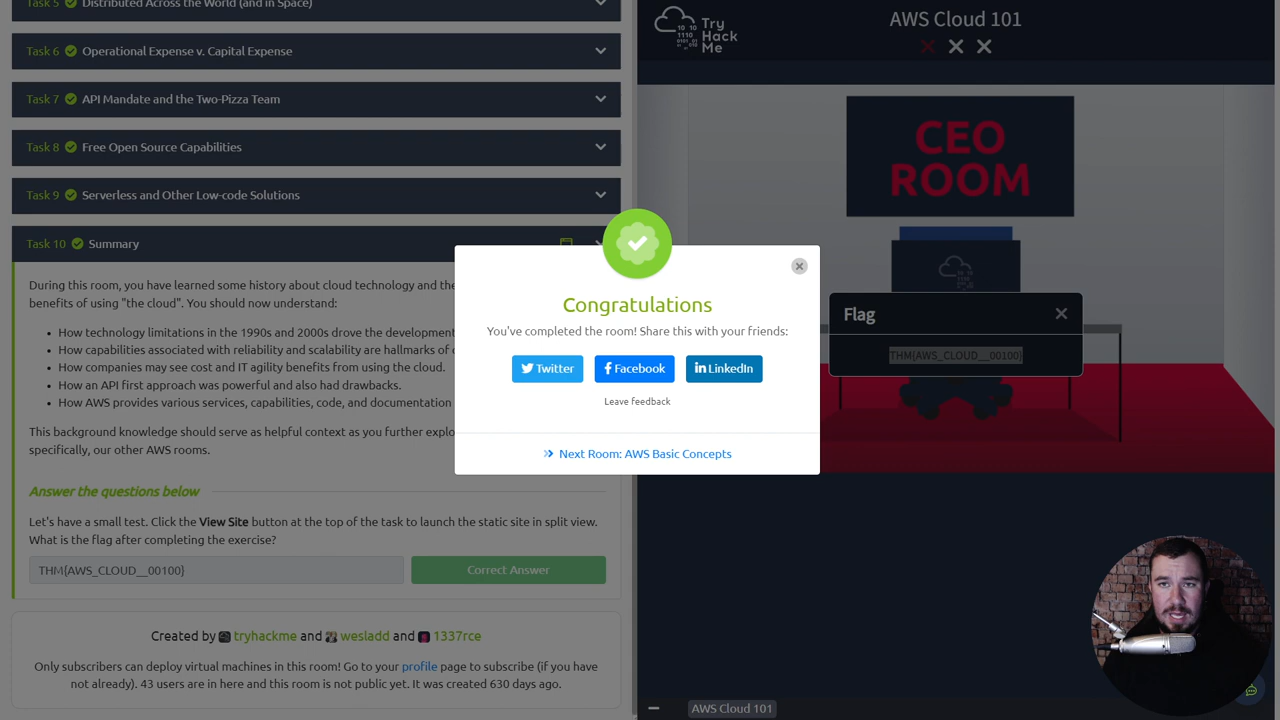 Task 5 Distributed Across the World (and in Space)
Task 6 Operational Expense v. Capital Expense
Task 7 API Mandate and the Two-Pizza Team
Task 8 Free Open Source Capabilities
Task 9 Serverless and Other Low-code Solutions
Task 10 Summary
During this room, you have learned some history about cloud technology and the
benefits of using "the cloud". You should now understand:
How technology limitations in the 1990s and 2000s drove the development
How capabilities associated with reliability and scalability are hallmarks of
How companies may see cost and IT agility benefits from using the cloud.
How an API first approach was powerful and also had drawbacks.
How AWS provides various services, capabilities, code, and documentation
This background knowledge should serve as helpful context as you further explo
specifically, our other AWS rooms.
Answer the questions below
Let's have a small test. Click the View Site button at the top of the task to launch the static site in split view.
What is the flag after completing the exercise?
THM{AWS_CLOUD__00100}
Correct Answer
Created by tryhackme and wesladd and 1337rce
Only subscribers can deploy virtual machines in this room! Go to your profile page to subscribe (if you have
not already). 43 users are in here and this room is not public yet. It was created 630 days ago.
Congratulations
You've completed the room! Share this with your friends:
Twitter
Facebook
LinkedIn
Leave feedback
Next Room: AWS Basic Concepts
Try
Hack
Me
AWS Cloud 101
CEO
ROOM
Flag
THM{AWS_CLOUD__00100}
AWS Cloud 101